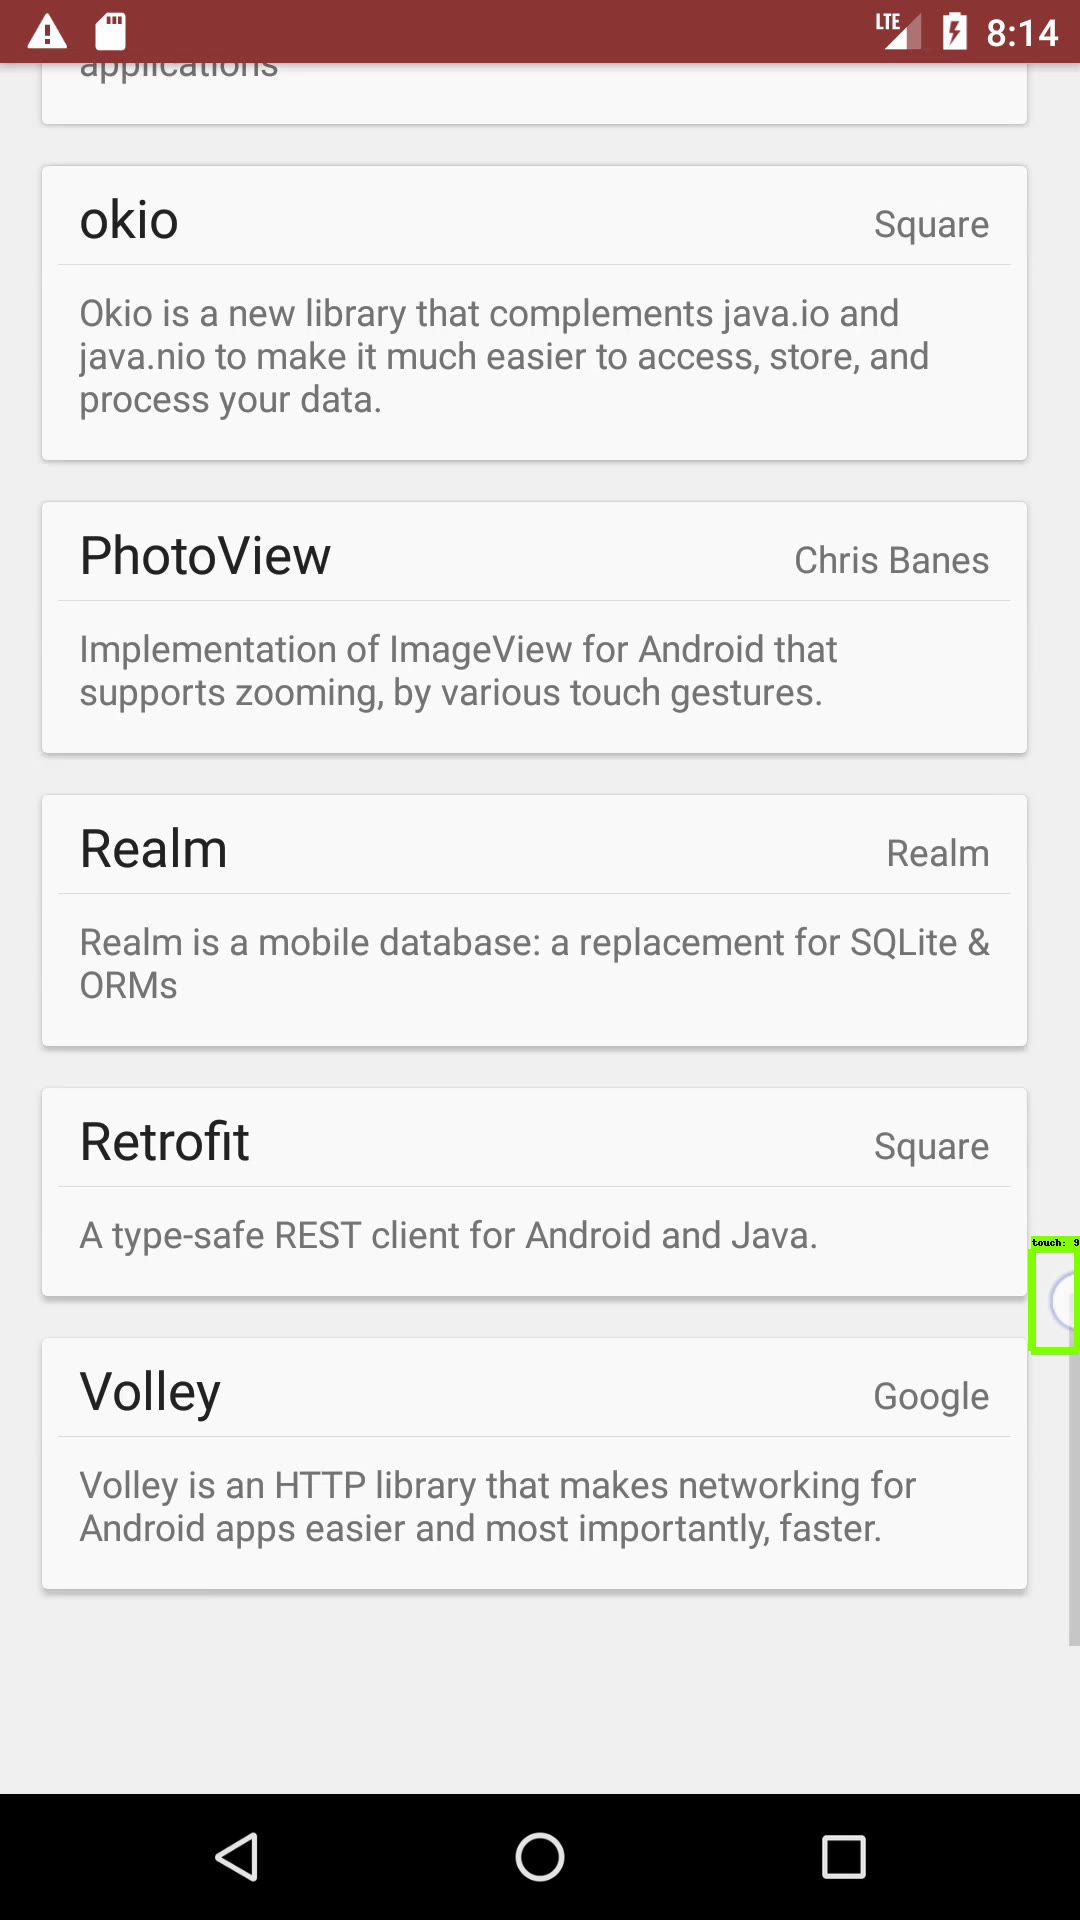 LTE 8:14
applications
okio Square
Okio is a new library that complements java.io and
java.nio to make it much easier to access, store, and
process your data.
PhotoView Chris Banes
Implementation of ImageView for Android that
supports zooming, by various touch gestures.
Realm Realm
Realm is a mobile database: a replacement for SQLite &
ORMs
Retrofit Square
A type-safe REST client for Android and Java.
touch: 9
Volley Google
Volley is an HTTP library that makes networking for
Android apps easier and most importantly, faster.